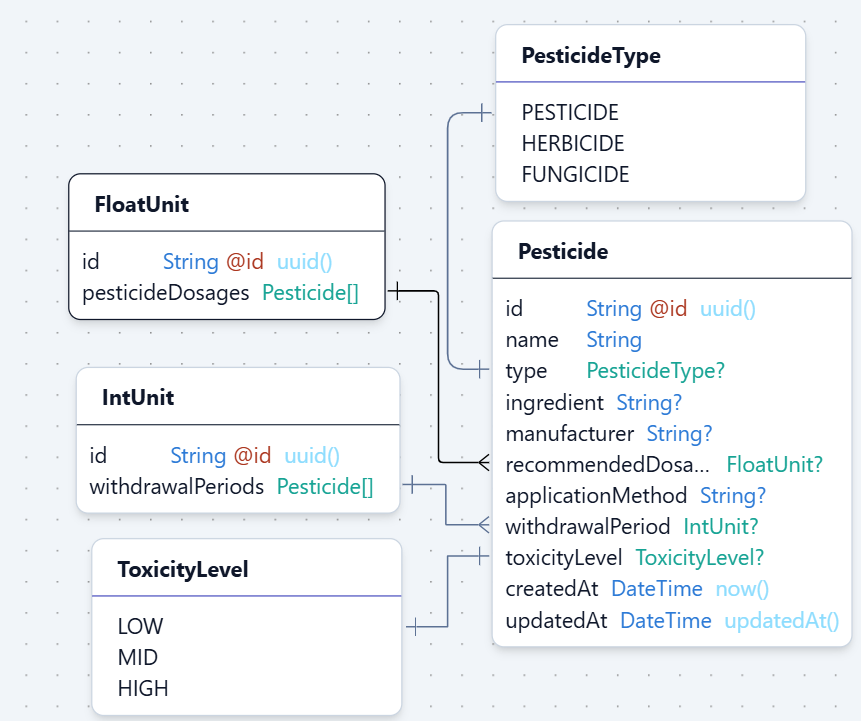 PesticideType
PESTICIDE
HERBICIDE
FUNGICIDE
FloatUnit
id String @id uuid()
pesticideDosages Pesticide[]
IntUnit
id String @id uuid()
withdrawalPeriods Pesticide[]
ToxicityLevel
LOW
MID
HIGH
Pesticide
id String @id uuid()
name String
type PesticideType?
ingredient String?
manufacturer String?
recommendedDosa... FloatUnit?
applicationMethod String?
withdrawalPeriod IntUnit?
toxicityLevel ToxicityLevel?
createdAt DateTime now()
updatedAt DateTime updatedAt()